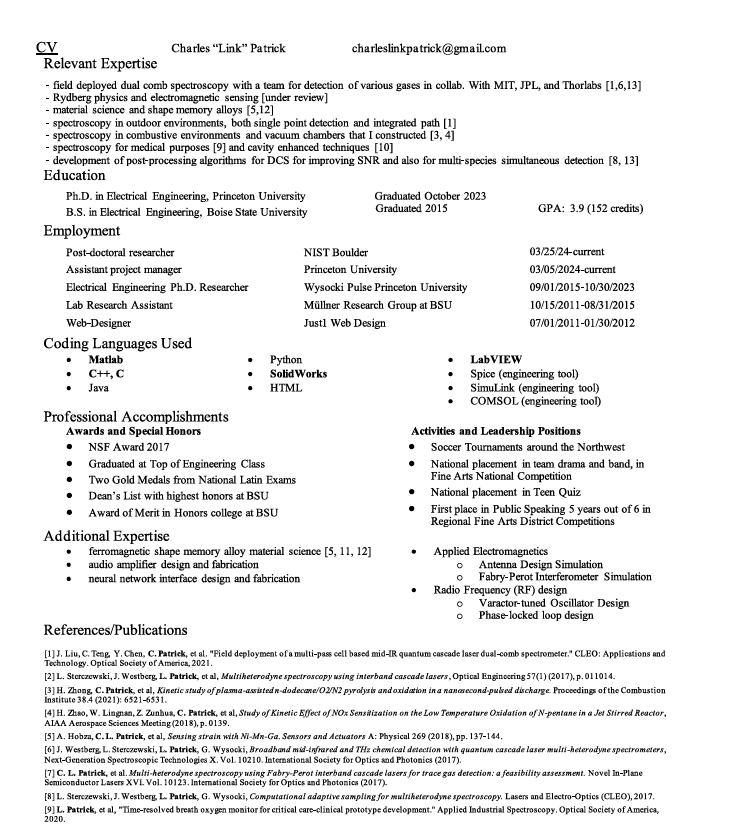 CV Charles "Link" Patrick charleslinkpatrick@gmail.com
Relevant Expertise
- field deployed dual comb spectroscopy with a team for detection of various gases in collab. With MIT, JPL, and Thorlabs [1,6,13]
- Rydberg physics and electromagnetic sensing [under review]
- material science and shape memory alloys [5,12]
- spectroscopy in outdoor environments, both single point detection and integrated path [1]
- spectroscopy in combustive environments and vacuum chambers that I constructed [3, 4]
- spectroscopy for medical purposes [9] and cavity enhanced techniques [10]
- development of post-processing algorithms for DCS for improving SNR and also for multi-species simultaneous detection [8, 13]
Education
Ph.D. in Electrical Engineering, Princeton University Graduated October 2023
B.S. in Electrical Engineering, Boise State University Graduated 2015 GPA: 3.9 (152 credits)
Employment
Post-doctoral researcher NIST Boulder 03/25/24-current
Assistant project manager Princeton University 03/05/2024-current
Electrical Engineering Ph.D. Researcher Wysocki Pulse Princeton University 09/01/2015-10/30/2023
Lab Research Assistant Müllner Research Group at BSU 10/15/2011-08/31/2015
Web-Designer Just1 Web Design 07/01/2011-01/30/2012
Coding Languages Used
• Matlab • Python • LabVIEW
• C++, C • SolidWorks • Spice (engineering tool)
• Java • HTML • SimuLink (engineering tool)
• COMSOL (engineering tool)
Professional Accomplishments
Awards and Special Honors
• NSF Award 2017
• Graduated at Top of Engineering Class
• Two Gold Medals from National Latin Exams
• Dean's List with highest honors at BSU
• Award of Merit in Honors college at BSU
Activities and Leadership Positions
• Soccer Tournaments around the Northwest
• National placement in team drama and band, in
Fine Arts National Competition
• National placement in Teen Quiz
• First place in Public Speaking 5 years out of 6 in
Regional Fine Arts District Competitions
Additional Expertise
• ferromagnetic shape memory alloy material science [5, 11, 12]
• audio amplifier design and fabrication
• neural network interface design and fabrication
• Applied Electromagnetics
o Antenna Design Simulation
o Fabry-Perot Interferometer Simulation
• Radio Frequency (RF) design
o Varactor-tuned Oscillator Design
o Phase-locked loop design
References/Publications
[1] J. Liu, C. Teng, Y. Chen, C. Patrick, et al. "Field deployment of a multi-pass cell based mid-IR quantum cascade laser dual-comb spectrometer." CLEO: Applications and
Technology. Optical Society of America, 2021.
[2] L. Sterczewski, J. Westberg, L. Patrick, et al, Multiheterodyne spectroscopy using interband cascade lasers, Optical Engineering 57(1) (2017), p. 011014.
[3] H. Zhong, C. Patrick, et al, Kinetic study of plasma-assisted n-dodecane/O2/N2 pyrolysis and oxidation in a nanosecond-pulsed discharge. Proceedings of the Combustion
Institute 38.4 (2021): 6521-6531.
[4] H. Zhao, W. Lingnan, Z. Zunhua, C. Patrick, et al, Study of Kinetic Effect of NOx Sensitization on the Low Temperature Oxidation of N-pentane in a Jet Stirred Reactor,
AIAA Aerospace Sciences Meeting (2018), p. 0139.
[5] A. Hobza, C. L. Patrick, et al, Sensing strain with Ni-Mn-Ga. Sensors and Actuators A: Physical 269 (2018), pp. 137-144.
[6] J. Westberg, L. Sterczewski, L. Patrick, G. Wysocki, Broadband mid-infrared and THz chemical detection with quantum cascade laser multi-heterodyne spectrometers,
Next-Generation Spectroscopic Technologies X. Vol. 10210. International Society for Optics and Photonics (2017).
[7] C. L. Patrick, et al. Multi-heterodyne spectroscopy using Fabry-Perot interband cascade lasers for trace gas detection: a feasibility assessment. Novel In-Plane
Semiconductor Lasers XVI. Vol. 10123. International Society for Optics and Photonics (2017).
[8] L. Sterczewski, J. Westberg, L. Patrick, G. Wysocki, Computational adaptive sampling for multiheterodyne spectroscopy. Lasers and Electro-Optics (CLEO), 2017.
[9] L. Patrick, et al, "Time-resolved breath oxygen monitor for critical care-clinical prototype development." Applied Industrial Spectroscopy. Optical Society of America,
2020.